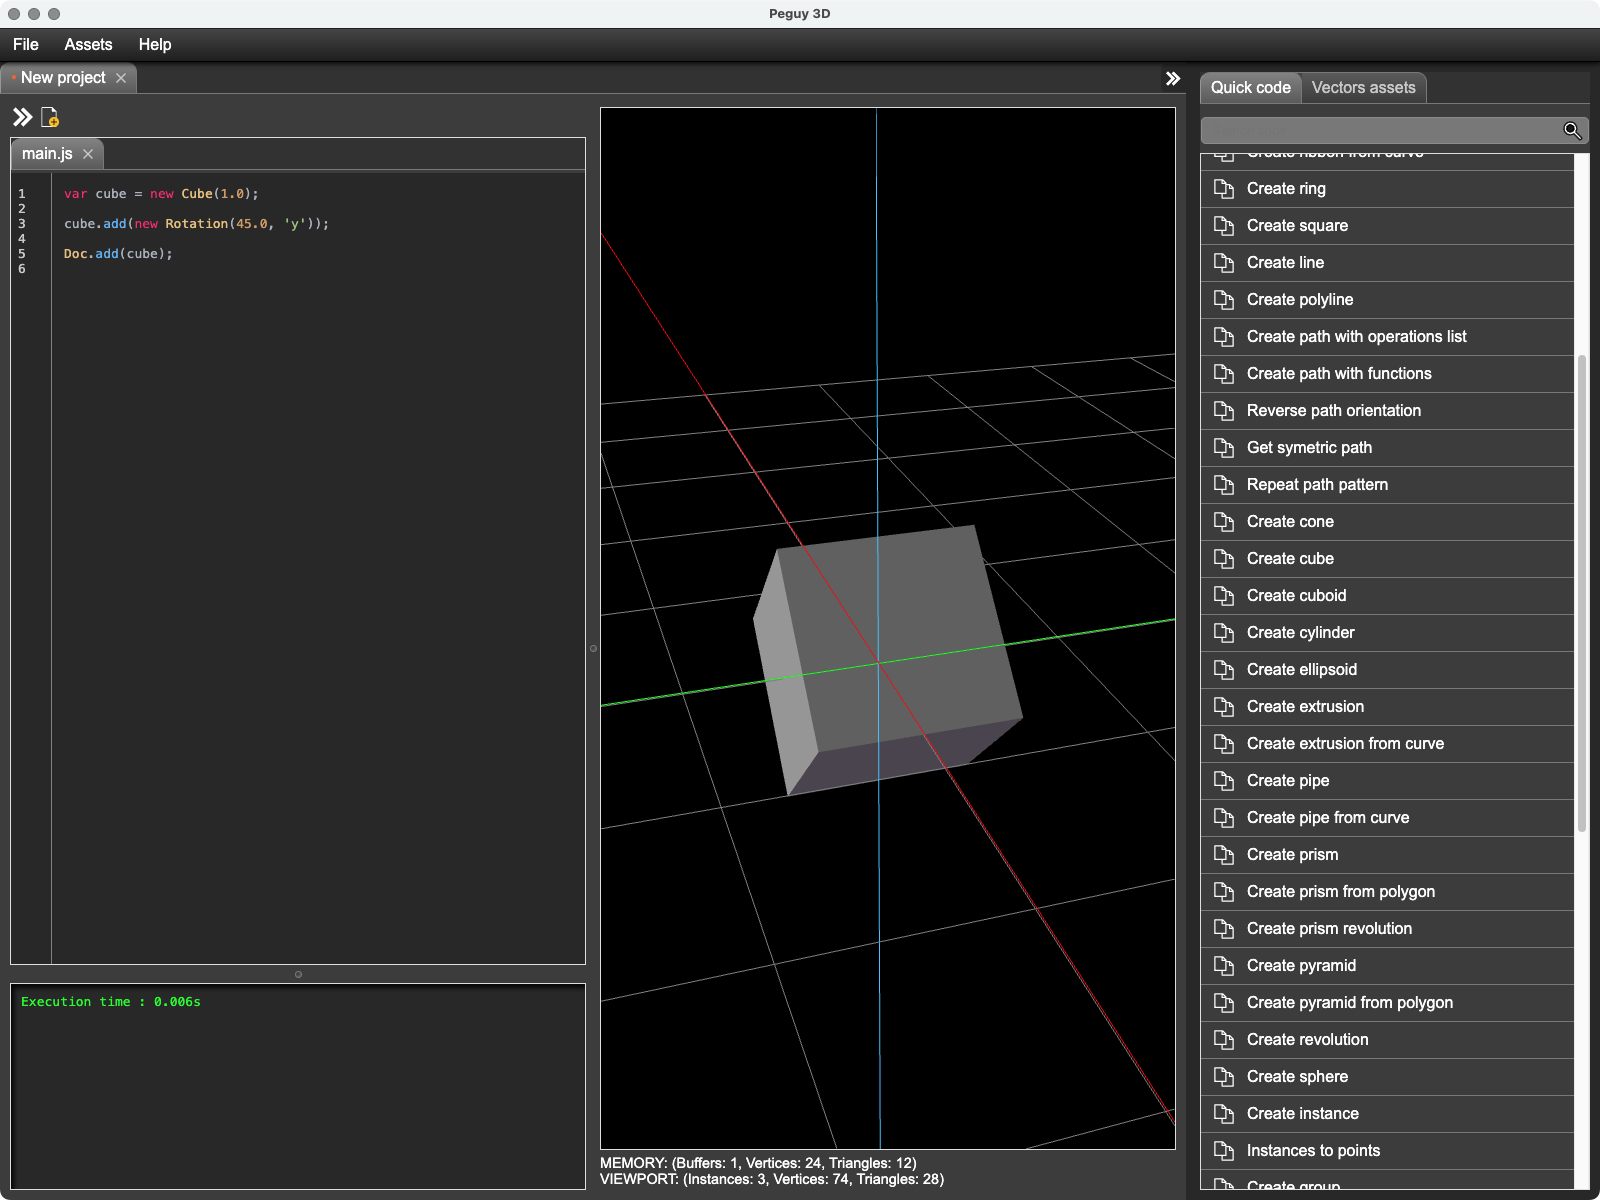 Peguy 3D
File Assets Help
New project
main.js
1 var cube = new Cube(1.0);
2
3 cube.add(new Rotation(45.0, 'y'));
4
5 Doc.add(cube);
6
Execution time : 0.006s
MEMORY: (Buffers: 1, Vertices: 24, Triangles: 12)
VIEWPORT: (Instances: 3, Vertices: 74, Triangles: 28)
Quick code Vectors assets
Create ribbon from curve
Create ring
Create square
Create line
Create polyline
Create path with operations list
Create path with functions
Reverse path orientation
Get symetric path
Repeat path pattern
Create cone
Create cube
Create cuboid
Create cylinder
Create ellipsoid
Create extrusion
Create extrusion from curve
Create pipe
Create pipe from curve
Create prism
Create prism from polygon
Create prism revolution
Create pyramid
Create pyramid from polygon
Create revolution
Create sphere
Create instance
Instances to points
Create group